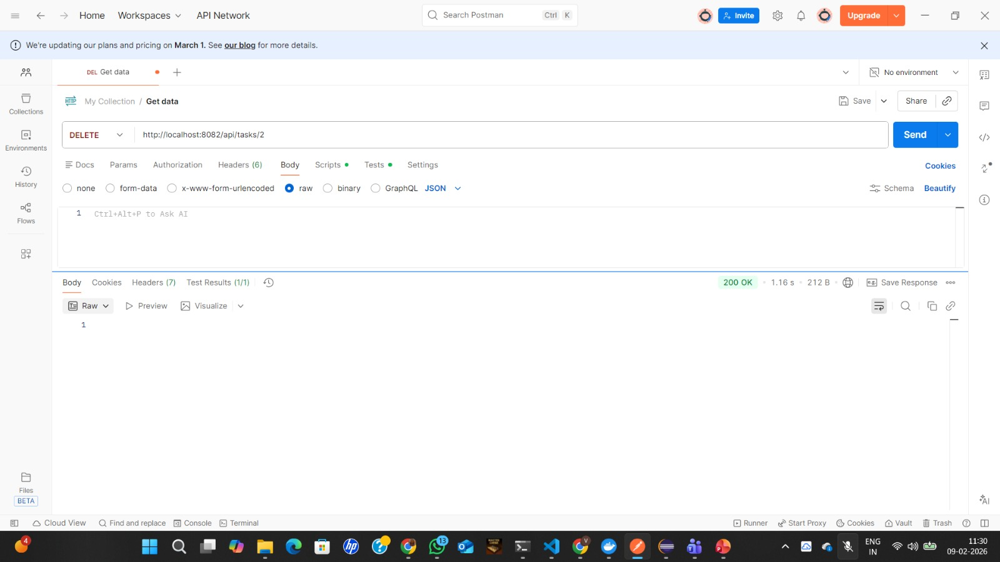 Home Workspaces API Network Search Postman Ctrl K Invite Upgrade
We're updating our plans and pricing on March 1. See our blog for more details.
DEL Get data No environment
HTTP My Collection / Get data Save Share
Collections
DELETE http://localhost:8082/api/tasks/2 Send
Environments
Docs Params Authorization Headers (6) Body Scripts Tests Settings Cookies
History
none form-data x-www-form-urlencoded raw binary GraphQL JSON Schema Beautify
1 Ctrl+Alt+P to Ask AI
Flows
Body Cookies Headers (7) Test Results (1/1) 200 OK 1.16 s 212 B e.g. Save Response
Raw Preview Visualize
1
Files
BETA
AI
Cloud View Find and replace Console Terminal Runner Start Proxy Cookies Vault Trash
4 hp 13 V ENG 11:30
IN 09-02-2026